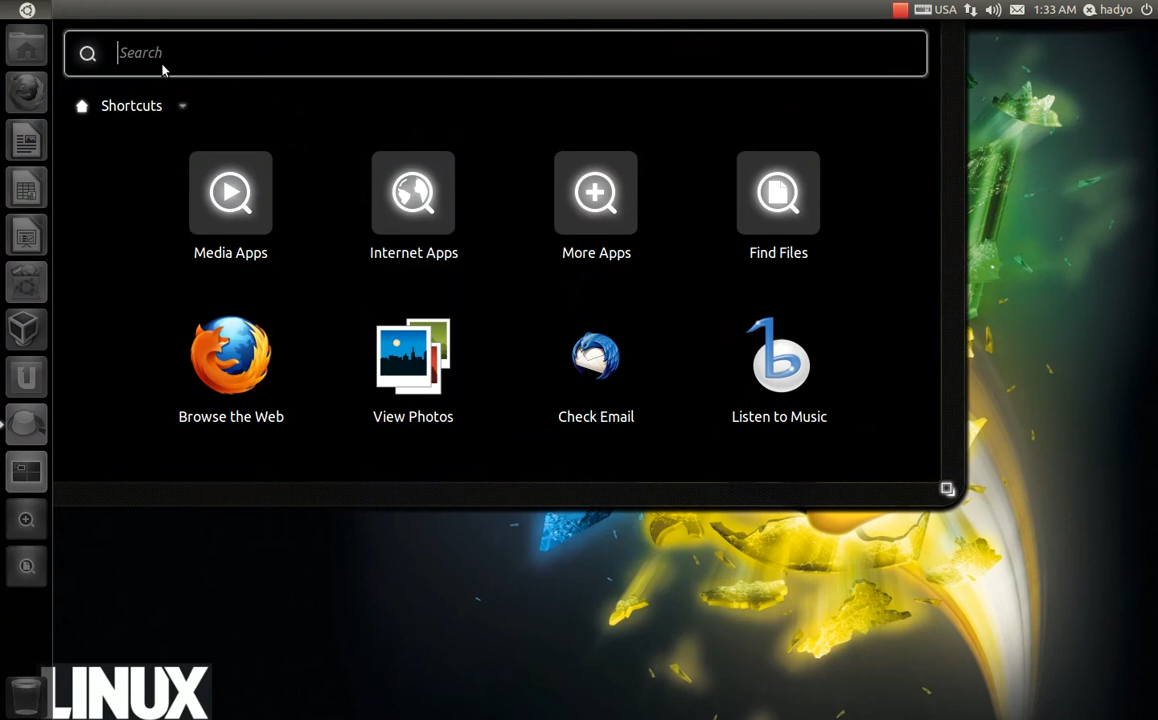 USA 1:33 AM hadyo
Search
Shortcuts
Media Apps Internet Apps More Apps Find Files
Browse the Web View Photos Check Email Listen to Music
LINUX